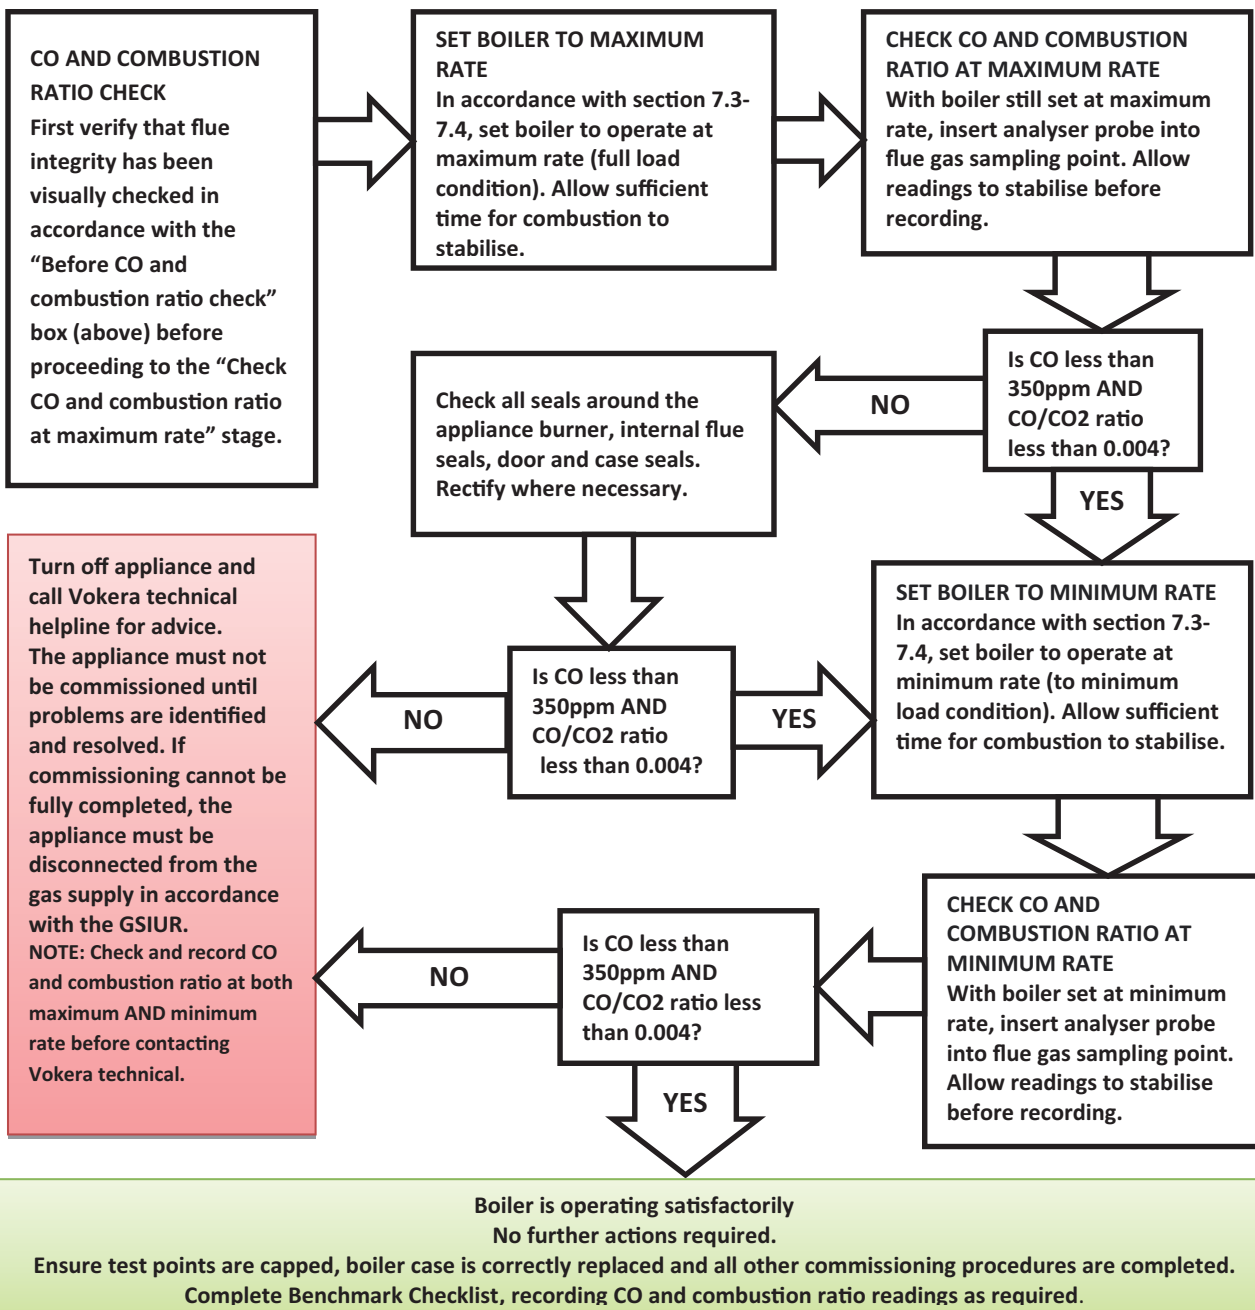 CO AND COMBUSTION
RATIO CHECK
First verify that flue
integrity has been
visually checked in
accordance with the
“Before CO and
combustion ratio check”
box (above) before
proceeding to the “Check
CO and combustion ratio
at maximum rate” stage.
SET BOILER TO MAXIMUM
RATE
In accordance with section 7.3-
7.4, set boiler to operate at
maximum rate (full load
condition). Allow sufficient
time for combustion to
stabilise.
CHECK CO AND COMBUSTION
RATIO AT MAXIMUM RATE
With boiler still set at maximum
rate, insert analyser probe into
flue gas sampling point. Allow
readings to stabilise before
recording.
Is CO less than
350ppm AND
CO/CO2 ratio
less than 0.004?
NO
Check all seals around the
appliance burner, internal flue
seals, door and case seals.
Rectify where necessary.
YES
SET BOILER TO MINIMUM RATE
In accordance with section 7.3-
7.4, set boiler to operate at
minimum rate (to minimum
load condition). Allow sufficient
time for combustion to stabilise.
Is CO less than
350ppm AND
CO/CO2 ratio
less than 0.004?
YES
NO
Turn off appliance and
call Vokera technical
helpline for advice.
The appliance must not
be commissioned until
problems are identified
and resolved. If
commissioning cannot be
fully completed, the
appliance must be
disconnected from the
gas supply in accordance
with the GSIUR.
NOTE: Check and record CO
and combustion ratio at both
maximum AND minimum
rate before contacting
Vokera technical.
CHECK CO AND
COMBUSTION RATIO AT
MINIMUM RATE
With boiler set at minimum
rate, insert analyser probe
into flue gas sampling point.
Allow readings to stabilise
before recording.
Is CO less than
350ppm AND
CO/CO2 ratio less
than 0.004?
NO
YES
Boiler is operating satisfactorily
No further actions required.
Ensure test points are capped, boiler case is correctly replaced and all other commissioning procedures are completed.
Complete Benchmark Checklist, recording CO and combustion ratio readings as required.